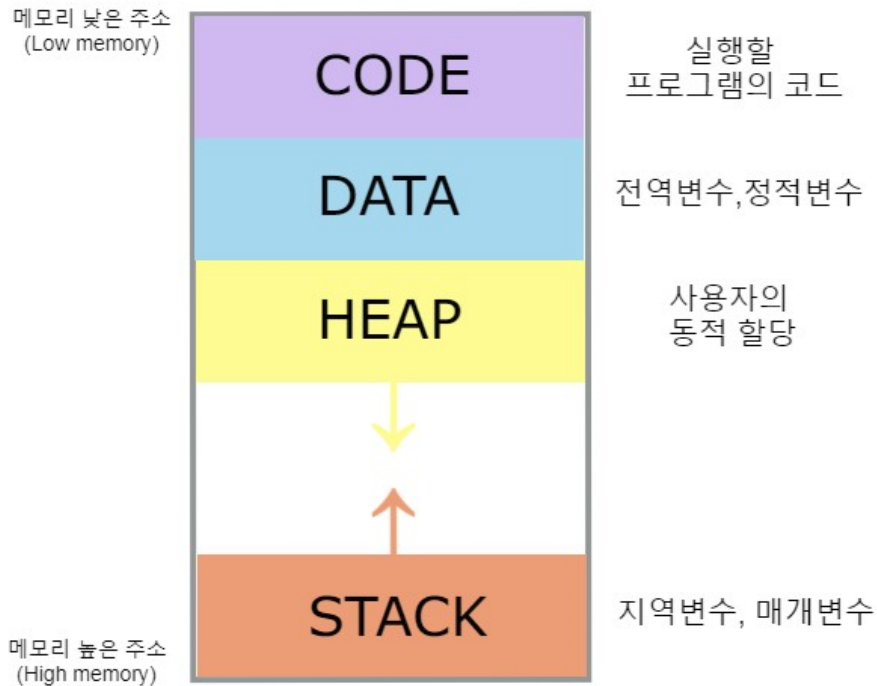 메모리 낮은 주소
(Low memory)
CODE
실행할
프로그램의 코드
DATA
전역변수,정적변수
HEAP
사용자의
동적 할당
STACK
지역변수, 매개변수
메모리 높은 주소
(High memory)